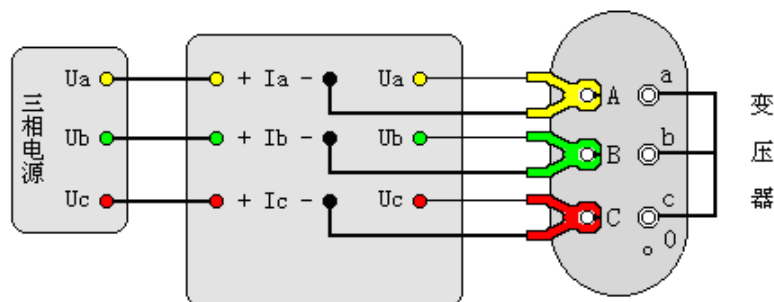 三相电源
Ua + Ia - Ua A a
Ub + Ib - Ub B b
Uc + Ic - Uc C c
0
变压器